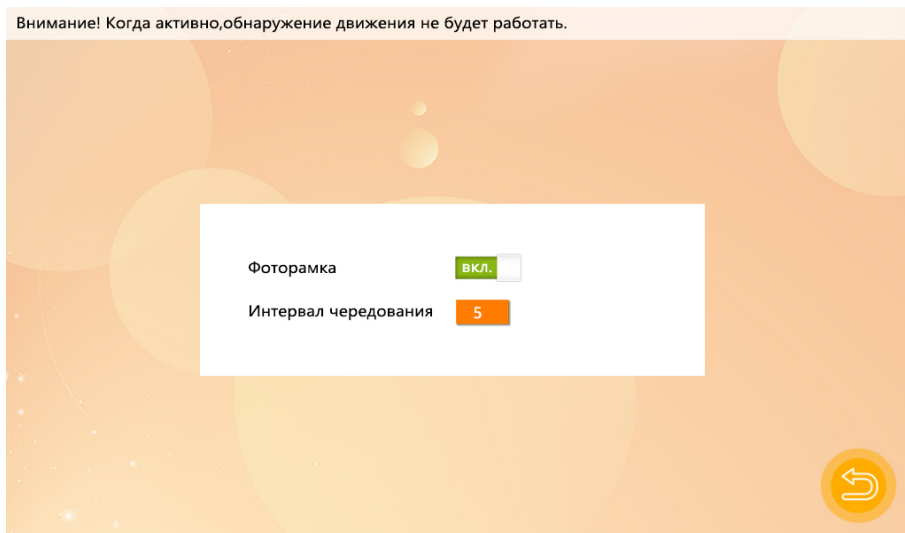 Внимание! Когда активно,обнаружение движения не будет работать.
Фоторамка вкл.
Интервал чередования 5